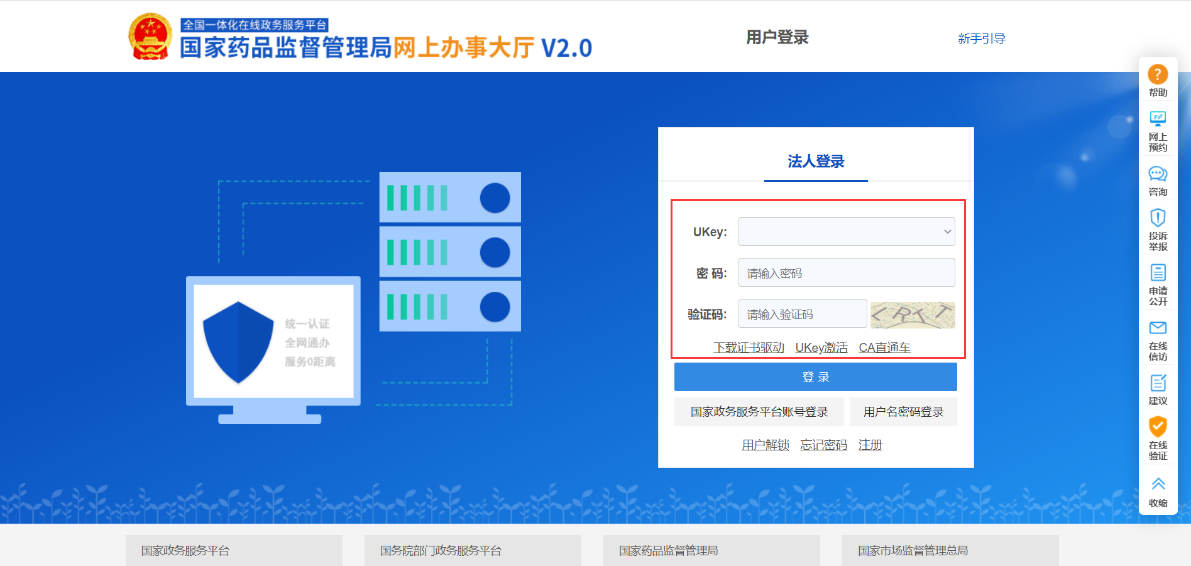 全国一体化在线政务服务平台
国家药品监督管理局网上办事大厅 V2.0
用户登录
新手引导
?
帮助
网上
预约
咨询
投诉
举报
申请
公开
在线
信访
建议
在线
验证
收缩
统一认证
全网通办
服务0距离
法人登录
UKey:
密 码:
请输入密码
验证码:
请输入验证码
下载证书驱动 UKey激活 CA直通车
登 录
国家政务服务平台账号登录 用户名密码登录
用户解锁 忘记密码 注册
国家政务服务平台 国务院部门政务服务平台 国家药品监督管理局 国家市场监督管理总局